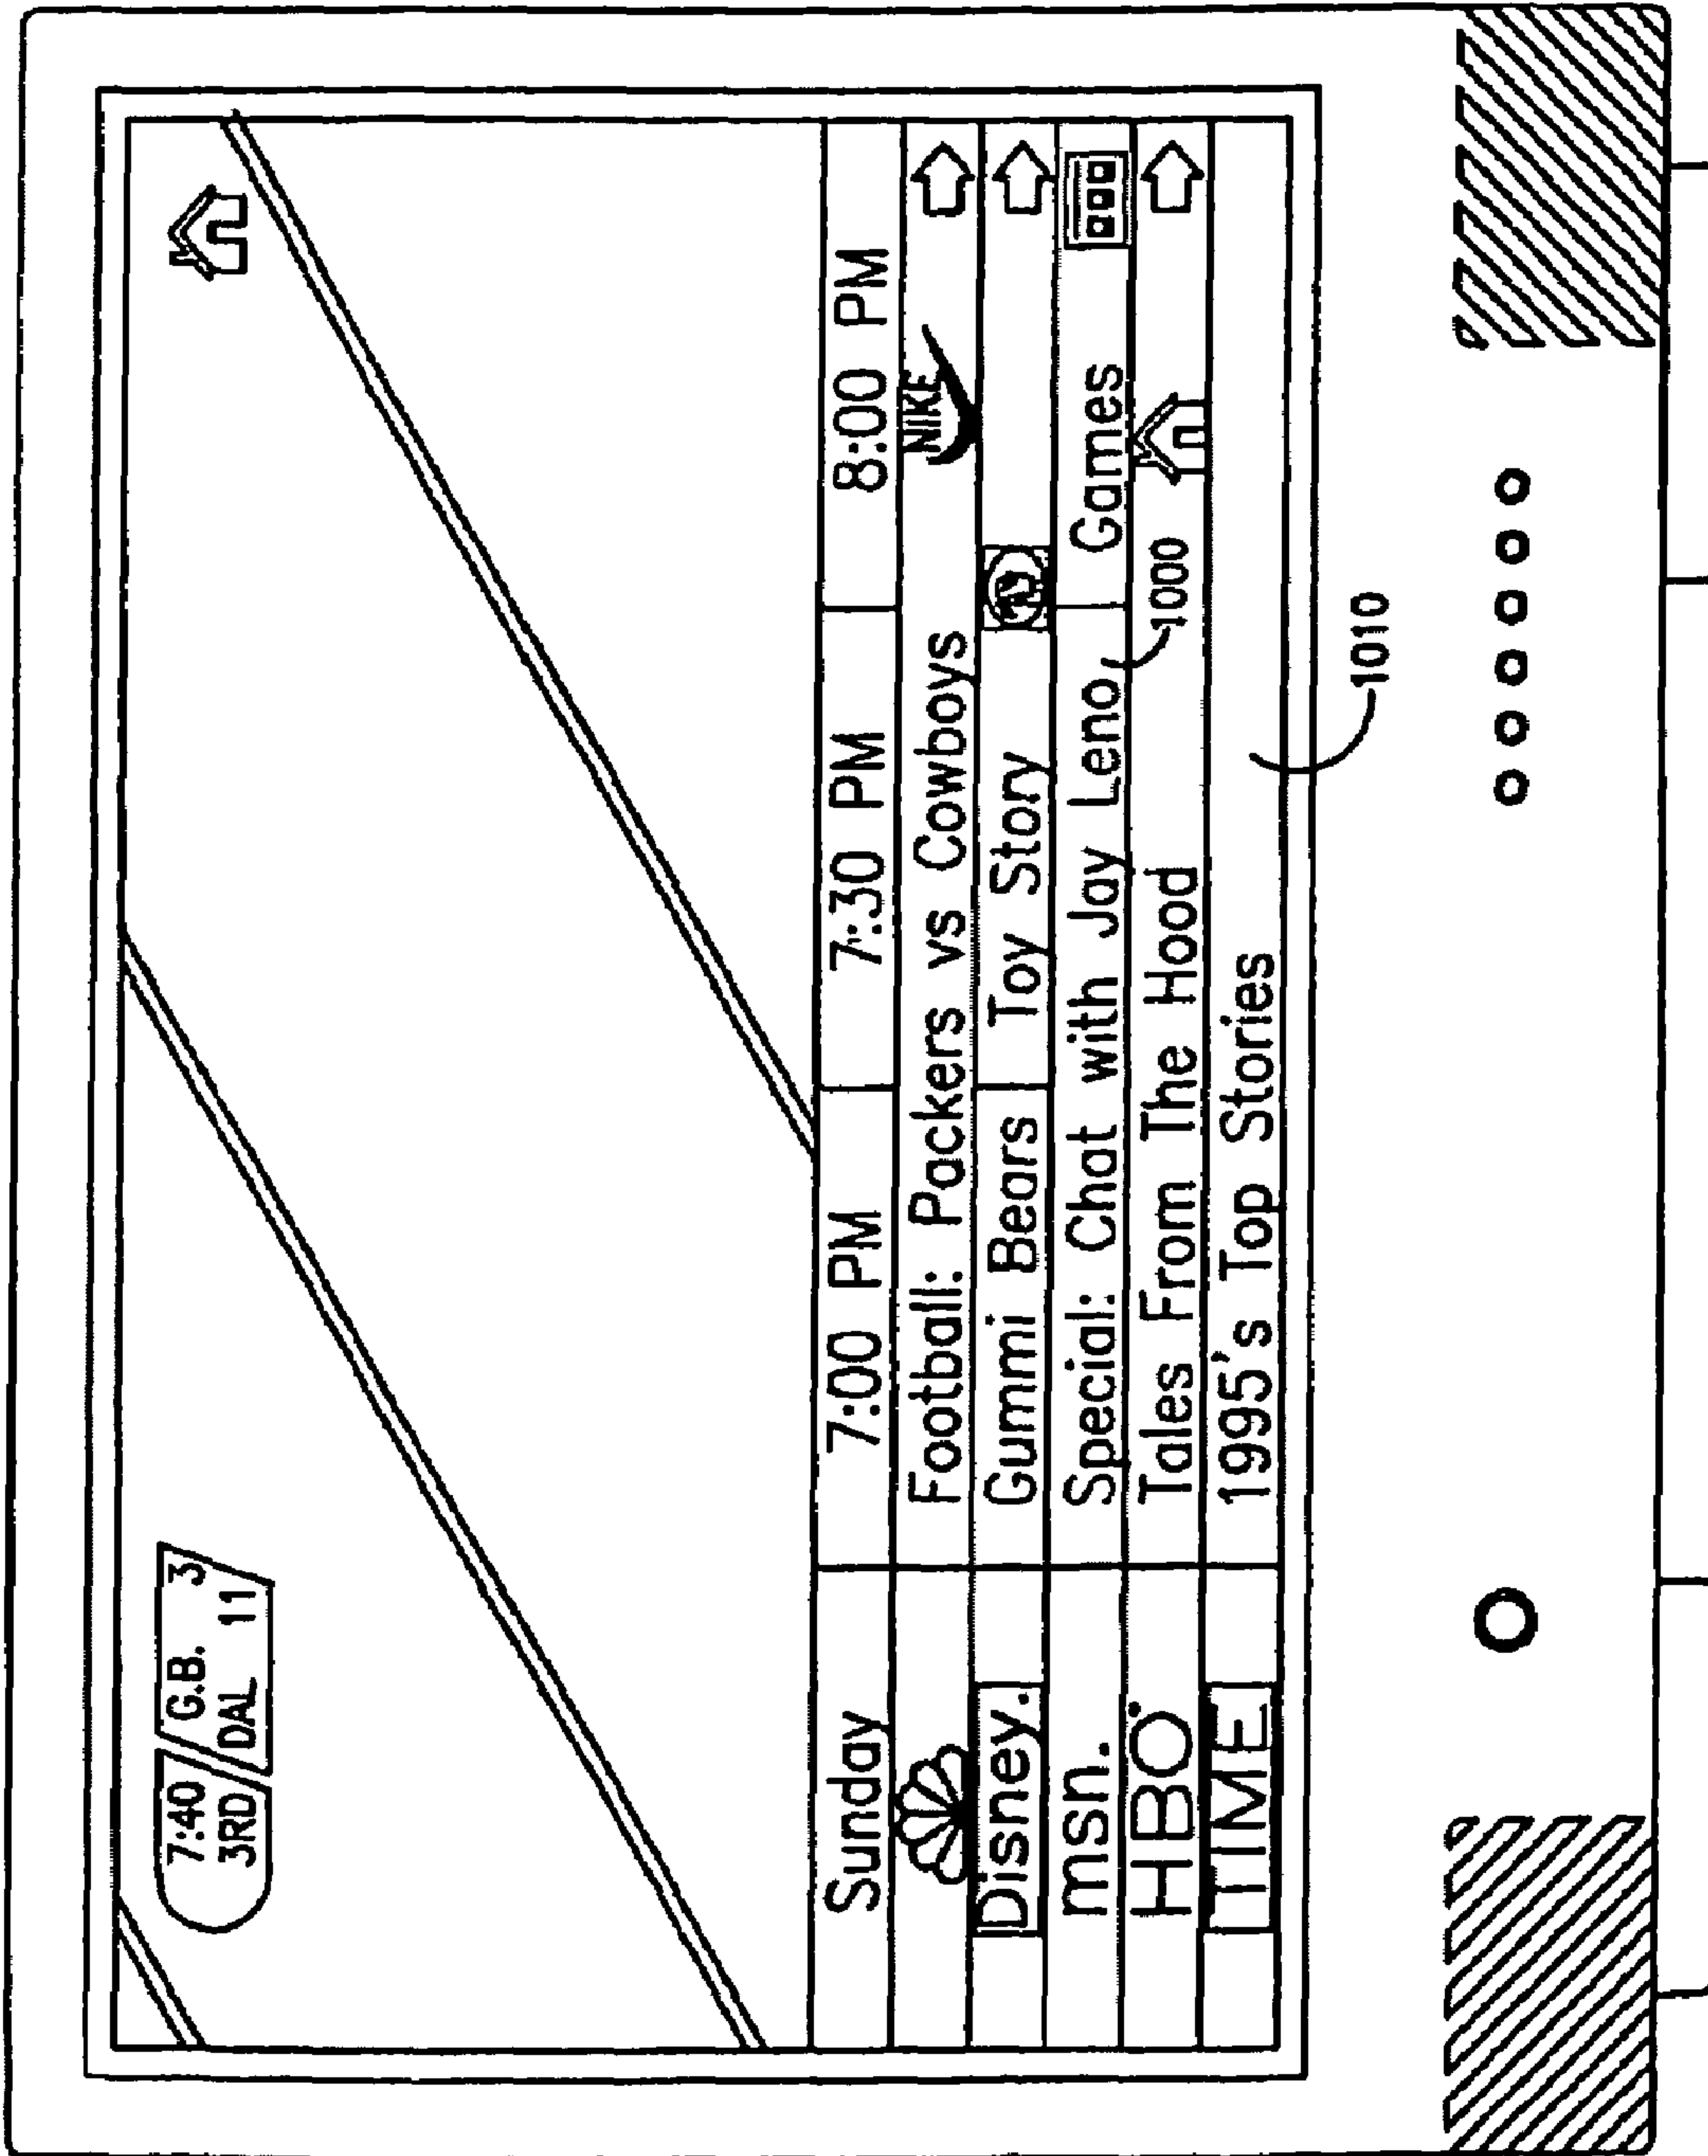 7:40 G.B. 3
3RD DAL 11
Sunday 7:00 PM 7:30 PM 8:00 PM
Football: Packers vs Cowboys NIKE
Disney. Gummi Bears Toy Story
msn. Special: Chat with Jay Leno Games
HBO Tales From The Hood
TIME 1995's Top Stories
1000
1010